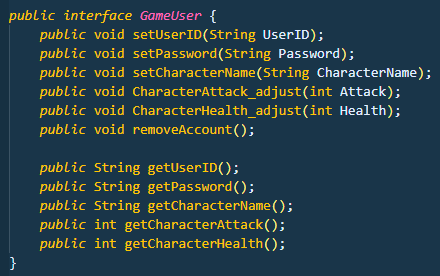 public interface GameUser {
public void setUserID(String UserID);
public void setPassword(String Password);
public void setCharacterName(String CharacterName);
public void CharacterAttack_adjust(int Attack);
public void CharacterHealth_adjust(int Health);
public void removeAccount();
public String getUserID();
public String getPassword();
public String getCharacterName();
public int getCharacterAttack();
public int getCharacterHealth();
}